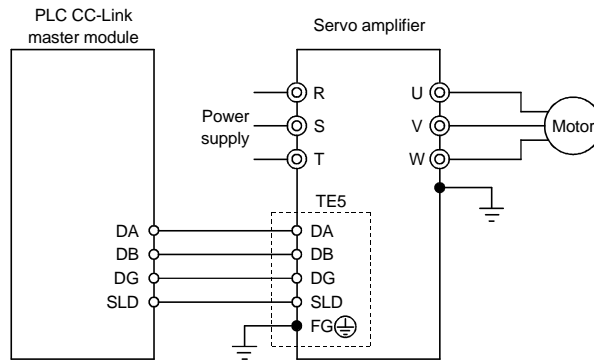 PLC CC-Link
master module
Servo amplifier
Power
supply
R
S
T
U
V
W
Motor
TE5
DA
DB
DG
SLD
DA
DB
DG
SLD
FG